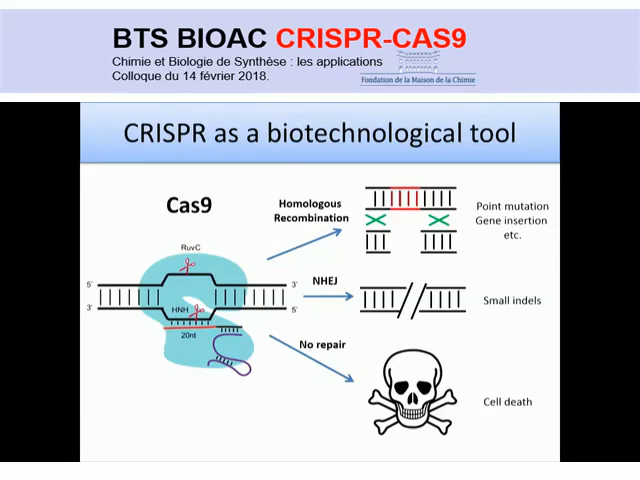 BTS BIOAC CRISPR-CAS9
Chimie et Biologie de Synthèse : les applications
Colloque du 14 février 2018.
Fondation de la Maison de la Chimie
CRISPR as a biotechnological tool
Cas9
Homologous
Recombination
Point mutation
Gene insertion
etc.
RuvC
5'
3'
NHEJ
Small indels
3'
HNH
5'
20nt
No repair
Cell death